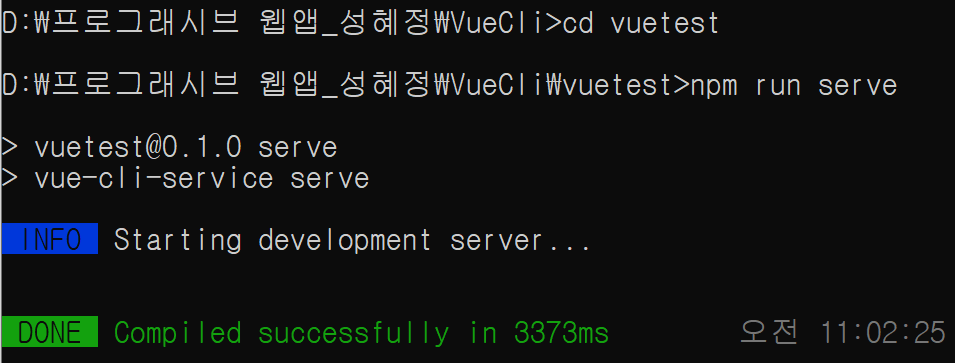 D:\프로그래시브 웹앱_성혜정\VueCli>cd vuetest
D:\프로그래시브 웹앱_성혜정\VueCli\vuetest>npm run serve
> vuetest@0.1.0 serve
> vue-cli-service serve
INFO Starting development server...
DONE Compiled successfully in 3373ms 오전 11:02:25